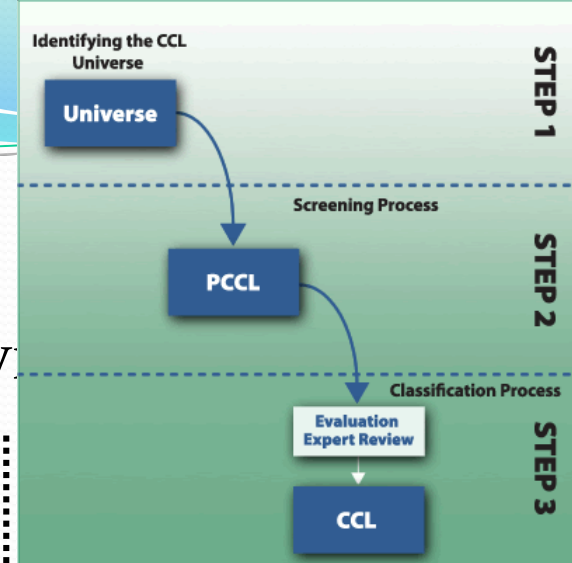 Identifying the CCL
Universe
Universe
STEP 1
Screening Process
PCCL
STEP 2
Classification Process
Evaluation
Expert Review
STEP 3
CCL